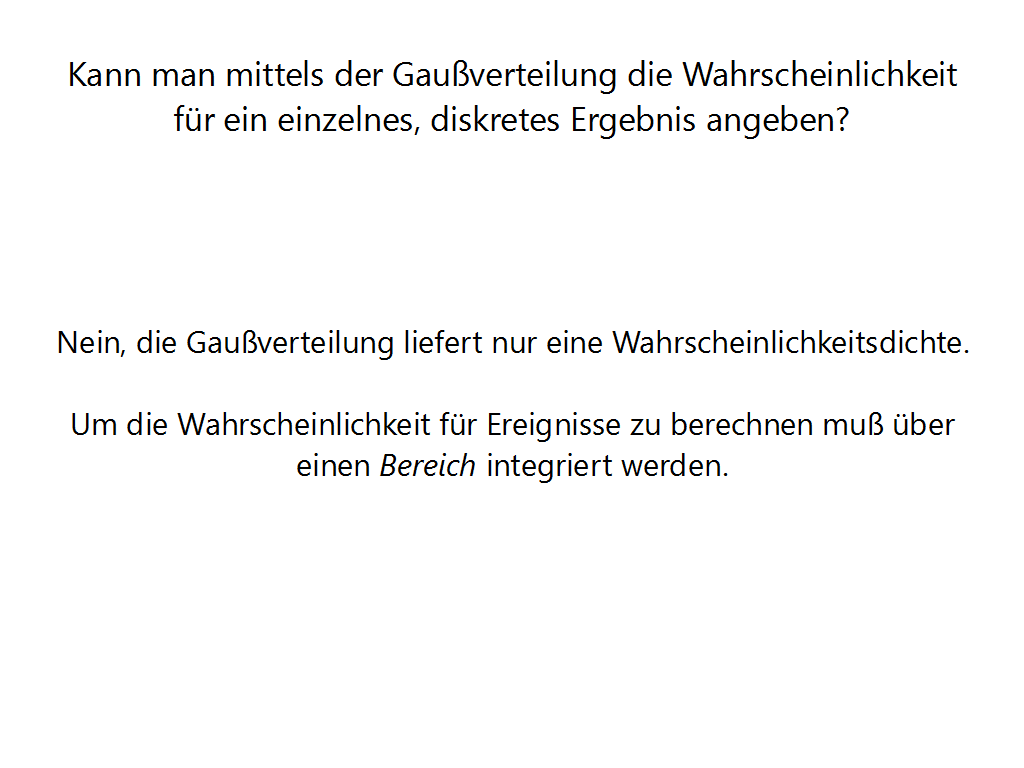 Kann man mittels der Gaußverteilung die Wahrscheinlichkeit
für ein einzelnes, diskretes Ergebnis angeben?
Nein, die Gaußverteilung liefert nur eine Wahrscheinlichkeitsdichte.
Um die Wahrscheinlichkeit für Ereignisse zu berechnen muß über
einen Bereich integriert werden.